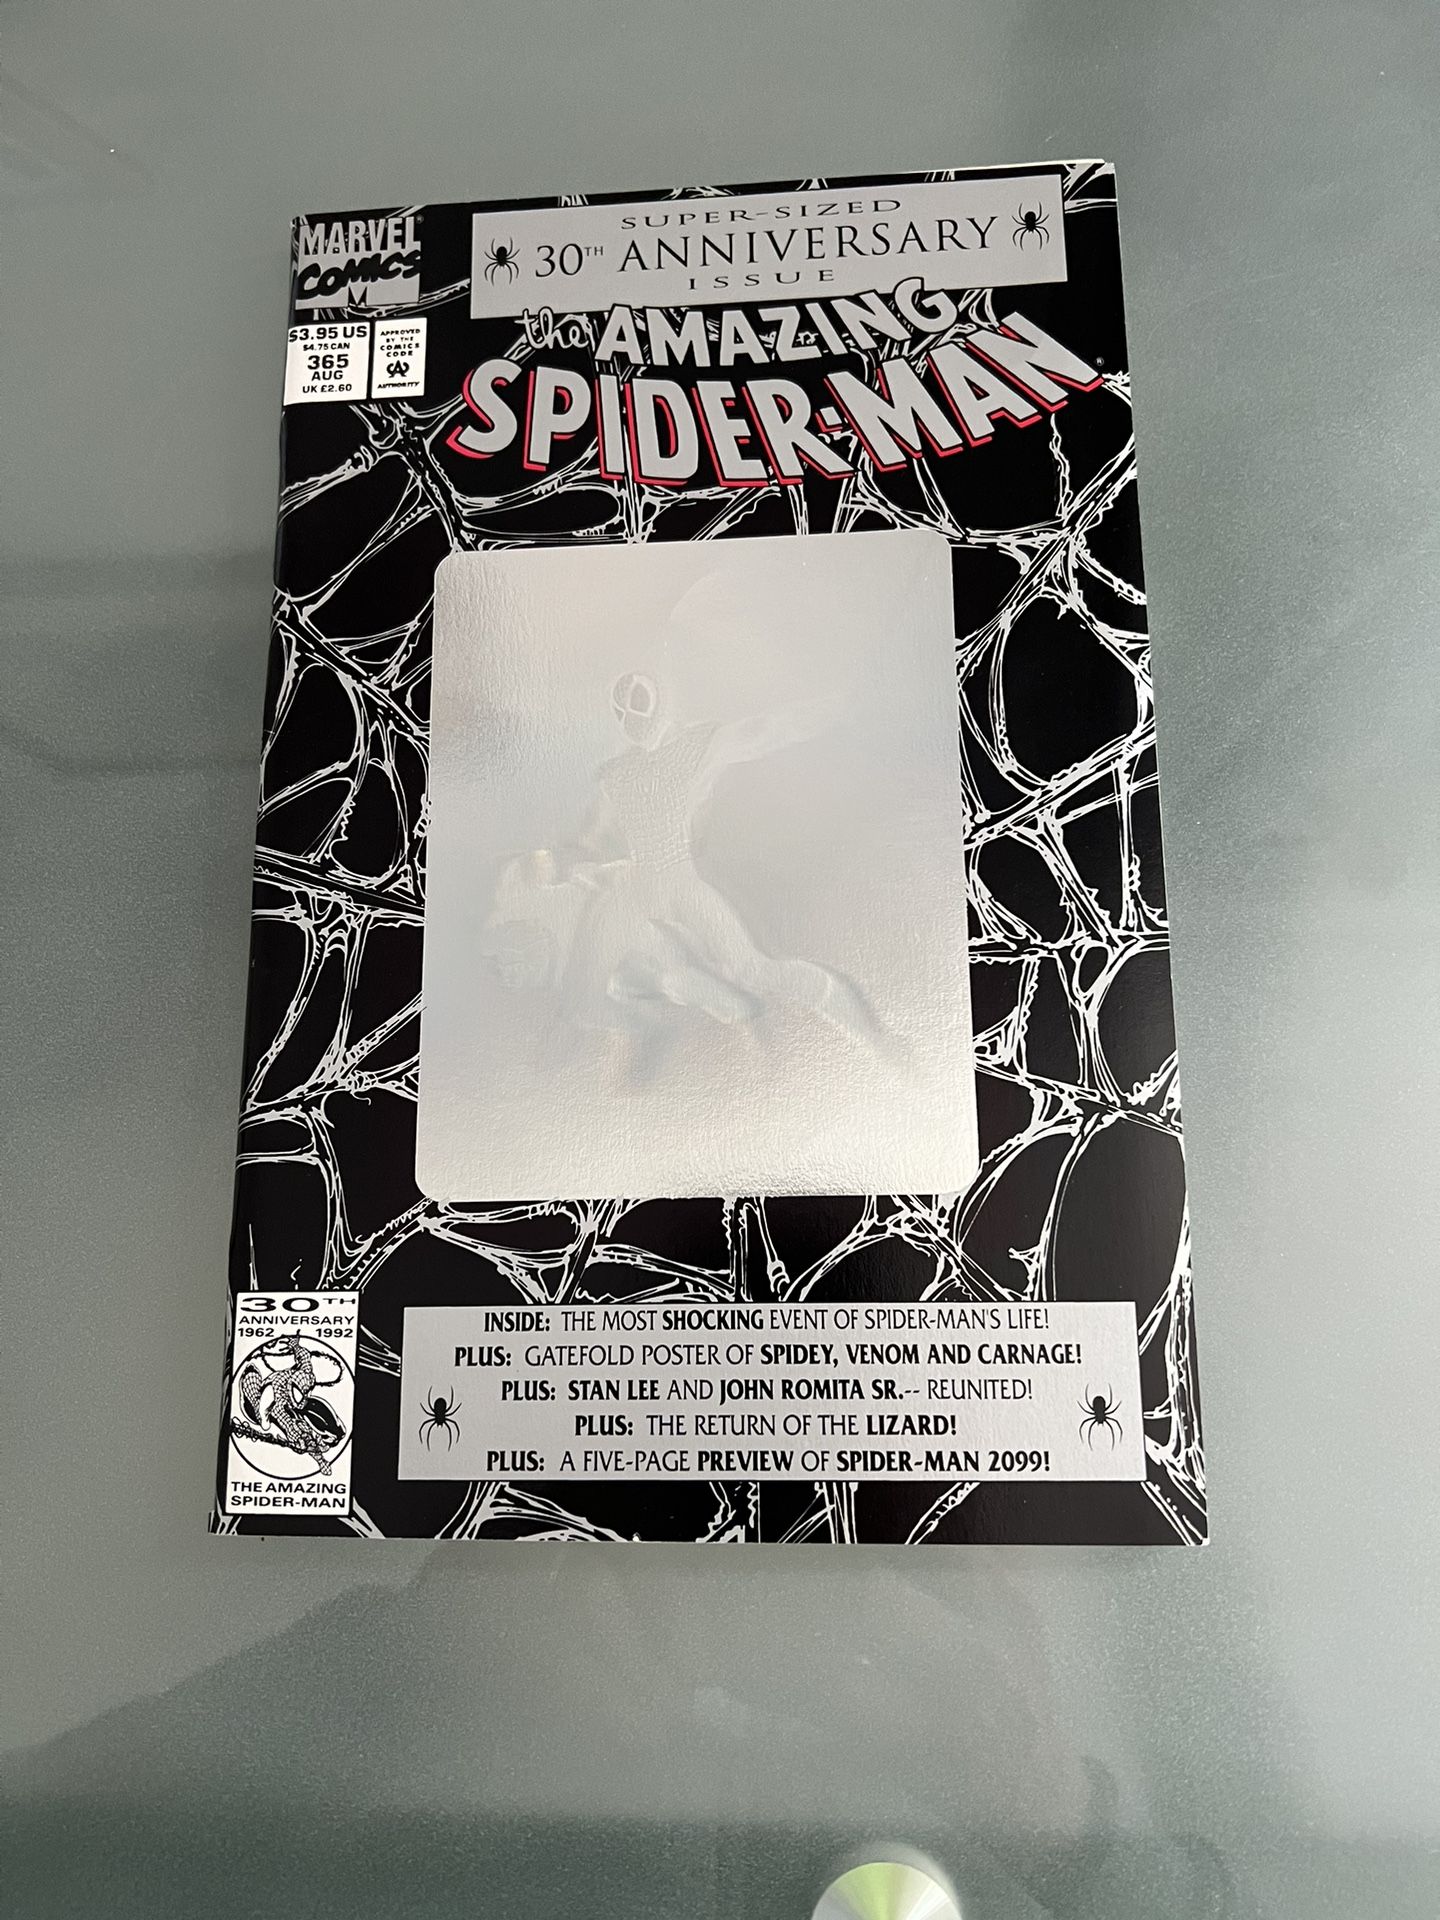 SUPER-SIZED
30TH ANNIVERSARY
ISSUE
MARVEL®
COMICS
$3.95 US
$4.75 CAN
365
AUG
UK £2.60
APPROVED
BY THE
COMICS
CODE
CA
AUTHORITY
the AMAZING
SPIDER-MAN®
INSIDE: THE MOST SHOCKING EVENT OF SPIDER-MAN'S LIFE!
PLUS: GATEFOLD POSTER OF SPIDEY, VENOM AND CARNAGE!
PLUS: STAN LEE AND JOHN ROMITA SR.-- REUNITED!
PLUS: THE RETURN OF THE LIZARD!
PLUS: A FIVE-PAGE PREVIEW OF SPIDER-MAN 2099!
30TH
ANNIVERSARY
1962 1992
THE AMAZING
SPIDER-MAN